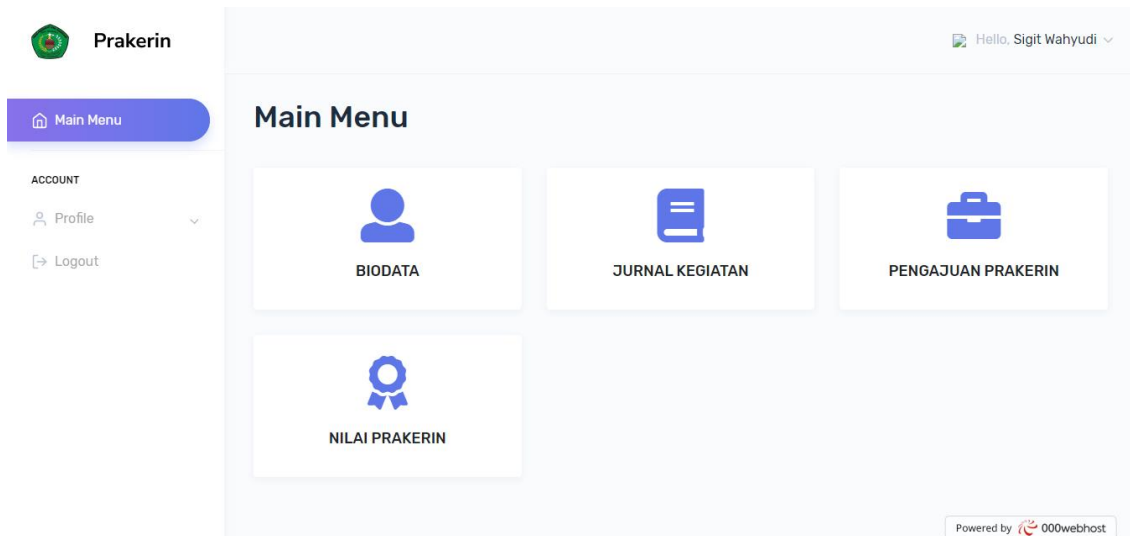 Prakerin
Hello, Sigit Wahyudi
Main Menu
Main Menu
ACCOUNT
Profile
Logout
BIODATA
JURNAL KEGIATAN
PENGAJUAN PRAKERIN
NILAI PRAKERIN
Powered by 000webhost